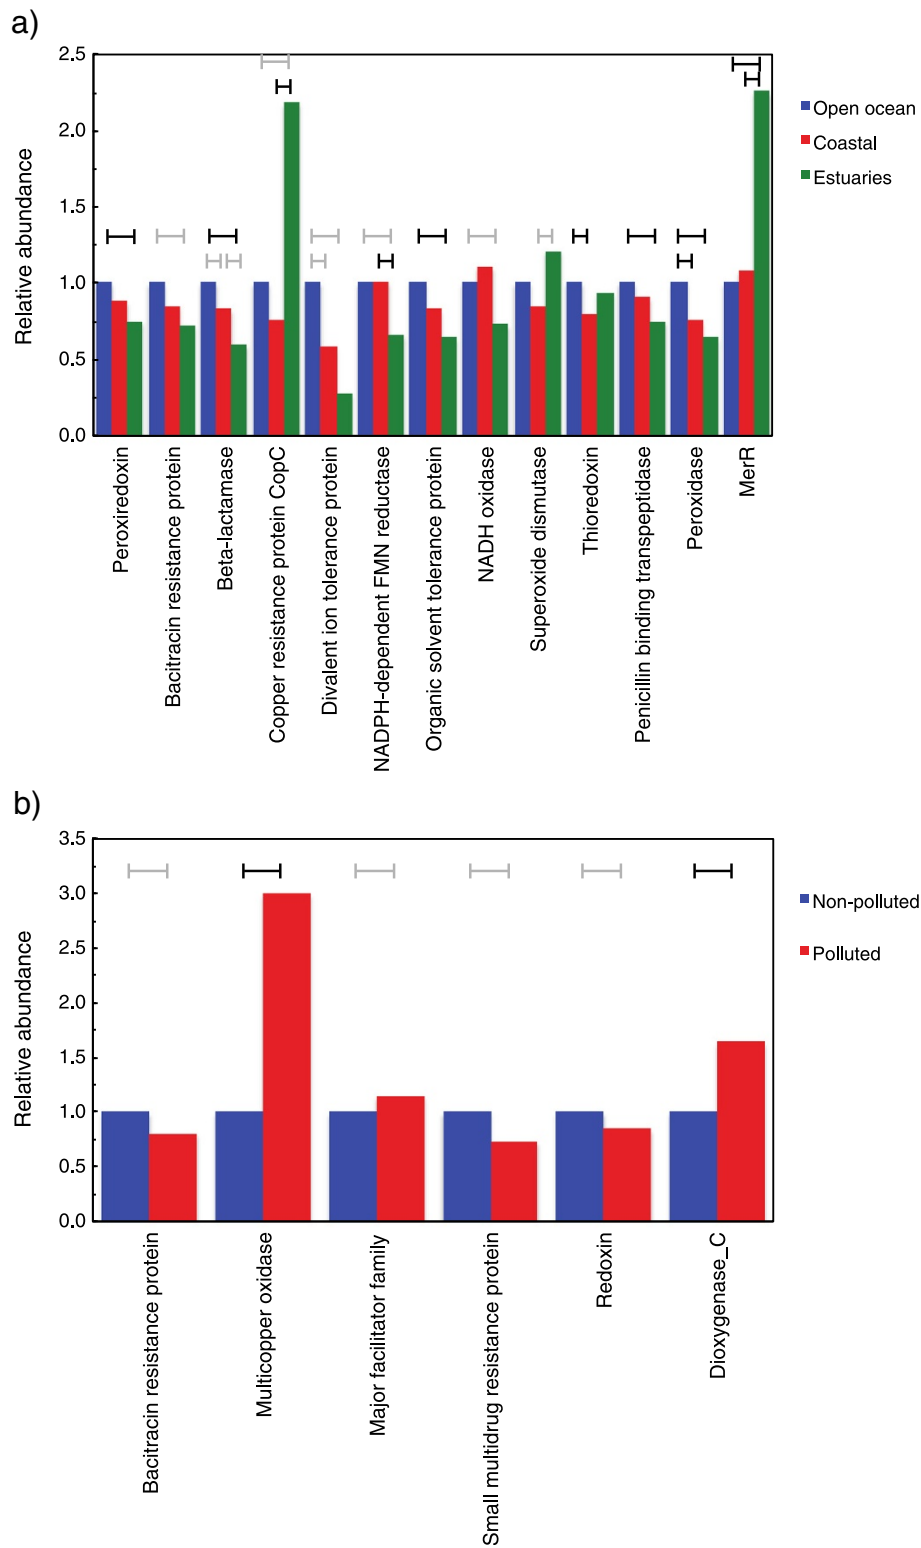 a)
2.5
2.0
1.5
1.0
0.5
0.0
Relative abundance
Open ocean
Coastal
Estuaries
Peroxiredoxin
Bacitracin resistance protein
Beta-lactamase
Copper resistance protein CopC
Divalent ion tolerance protein
NADPH-dependent FMN reductase
Organic solvent tolerance protein
NADH oxidase
Superoxide dismutase
Thioredoxin
Penicillin binding transpeptidase
Peroxidase
MerR
b)
3.5
3.0
2.5
2.0
1.5
1.0
0.5
0.0
Relative abundance
Non-polluted
Polluted
Bacitracin resistance protein
Multicopper oxidase
Major facilitator family
Small multidrug resistance protein
Redoxin
Dioxygenase_C